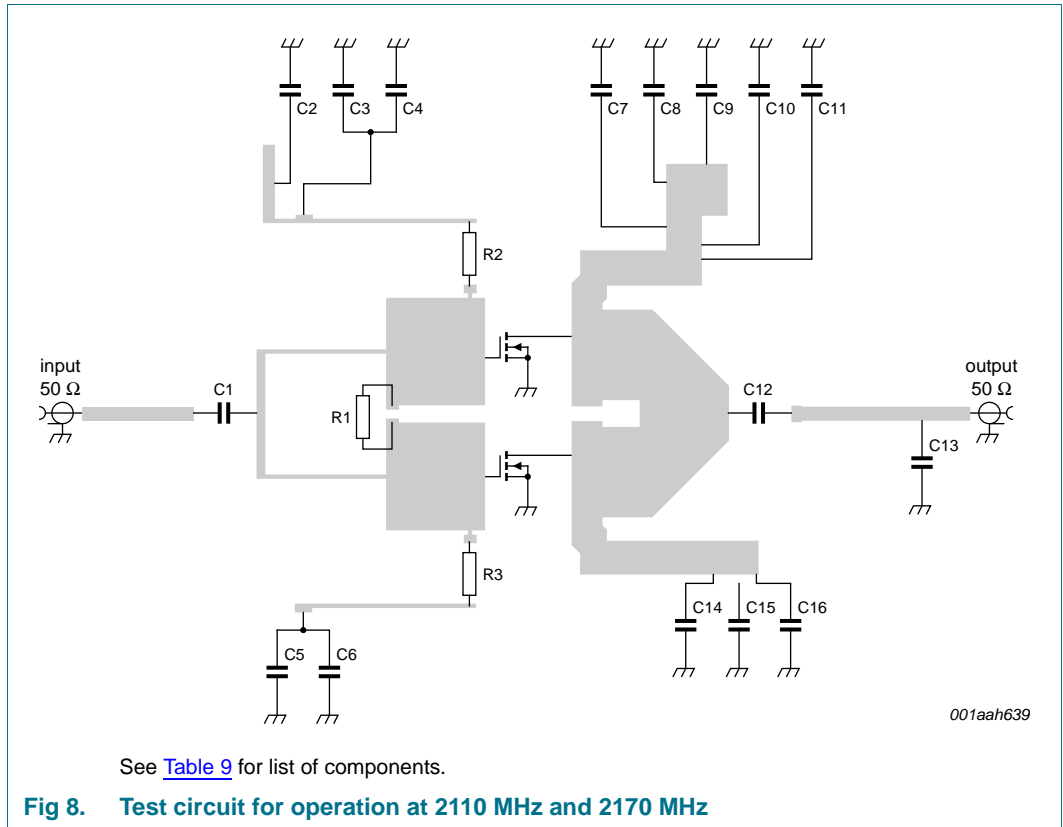 C2 C3 C4 C7 C8 C9 C10 C11
R2
input
50 Ω
C1
R1
output
50 Ω
C12
C13
R3
C14 C15 C16
C5 C6
001aah639
See Table 9 for list of components.
Fig 8. Test circuit for operation at 2110 MHz and 2170 MHz